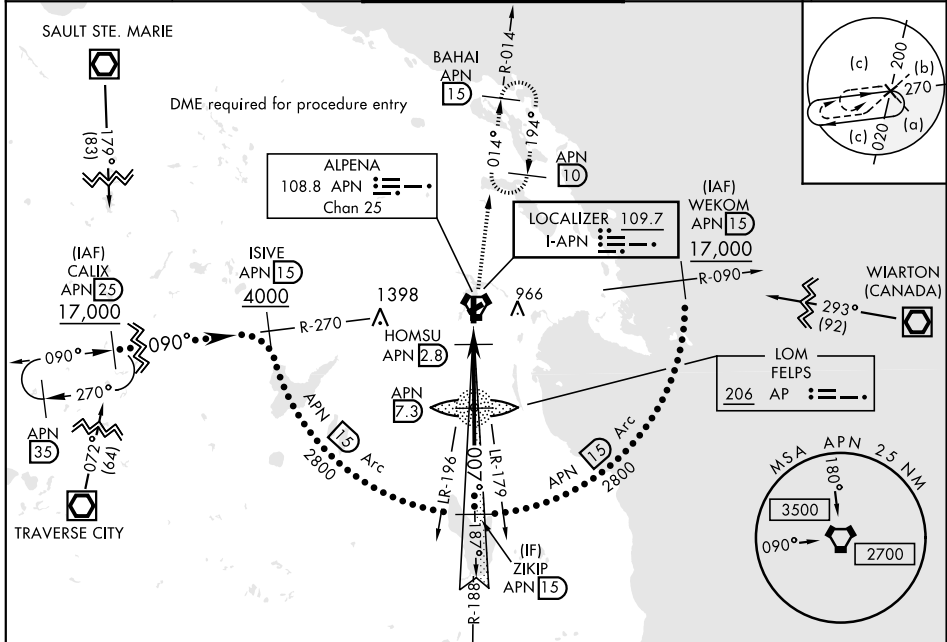 SAULT STE. MARIE
179°
(83)
DME required for procedure entry
BAHAI
APN
15
R-014
014°
194°
APN
10
(c)
200
(b)
270
(c)
020
(a)
ALPENA
108.8 APN
Chan 25
LOCALIZER 109.7
I-APN
(IAF)
WEKOM
APN 15
17,000
R-090
WIARTON
(CANADA)
293°
(92)
(IAF)
CALIX
APN 25
17,000
ISIVE
APN 15
4000
1398
966
090°
090°
R-270
270°
HOMSU
APN 2.8
APN
7.3
LOM
FELPS
206 AP
APN
35
072°
(64)
TRAVERSE CITY
APN 15 Arc
2800
LR-196
007°
LR-179
APN 15 Arc
2800
187°
(IF)
ZIKIP
APN 15
R-188
MSA APN 25 NM
180°
3500
090°
2700